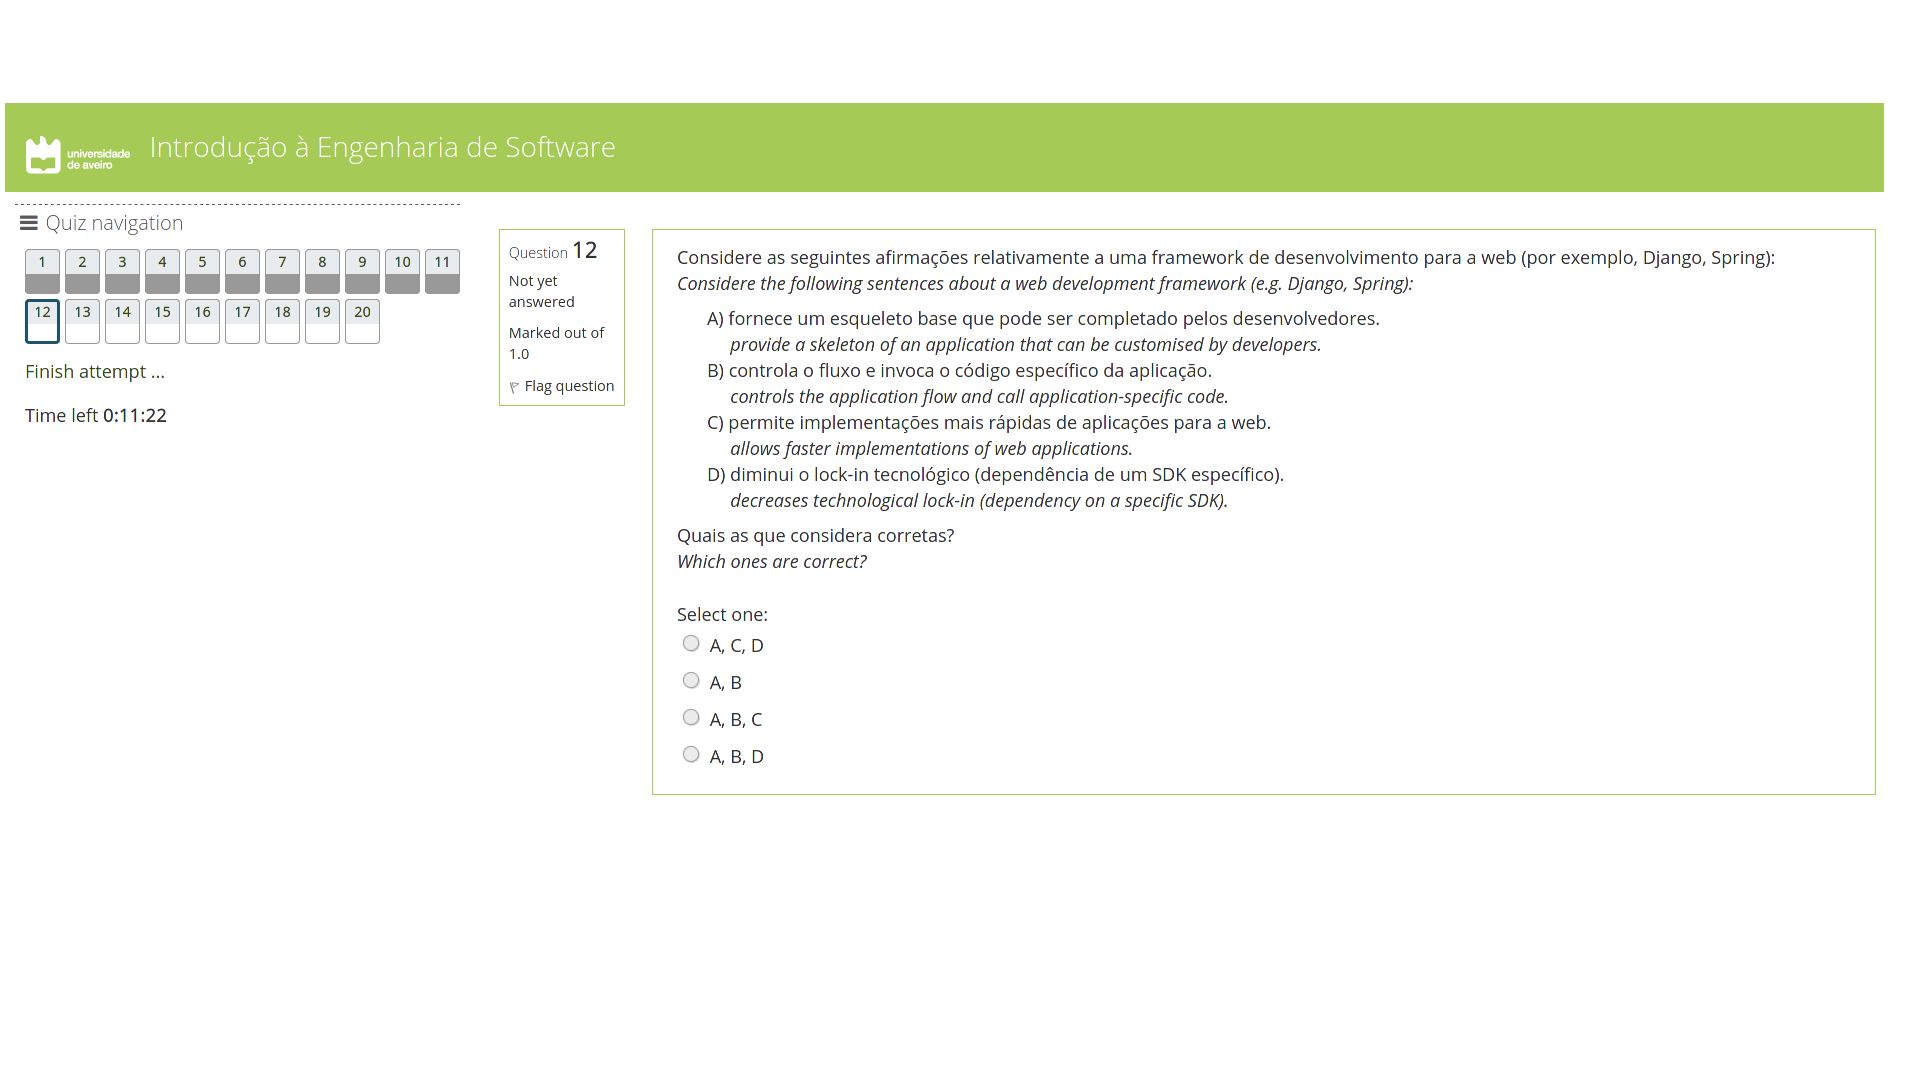 universidade
de aveiro
Introdução à Engenharia de Software
Quiz navigation
1 2 3 4 5 6 7 8 9 10 11
12 13 14 15 16 17 18 19 20
Finish attempt ...
Time left 0:11:22
Question 12
Not yet
answered
Marked out of
1.0
Flag question
Considere as seguintes afirmações relativamente a uma framework de desenvolvimento para a web (por exemplo, Django, Spring):
Considere the following sentences about a web development framework (e.g. Django, Spring):
A) fornece um esqueleto base que pode ser completado pelos desenvolvedores.
provide a skeleton of an application that can be customised by developers.
B) controla o fluxo e invoca o código específico da aplicação.
controls the application flow and call application-specific code.
C) permite implementações mais rápidas de aplicações para a web.
allows faster implementations of web applications.
D) diminui o lock-in tecnológico (dependência de um SDK específico).
decreases technological lock-in (dependency on a specific SDK).
Quais as que considera corretas?
Which ones are correct?
Select one:
A, C, D
A, B
A, B, C
A, B, D